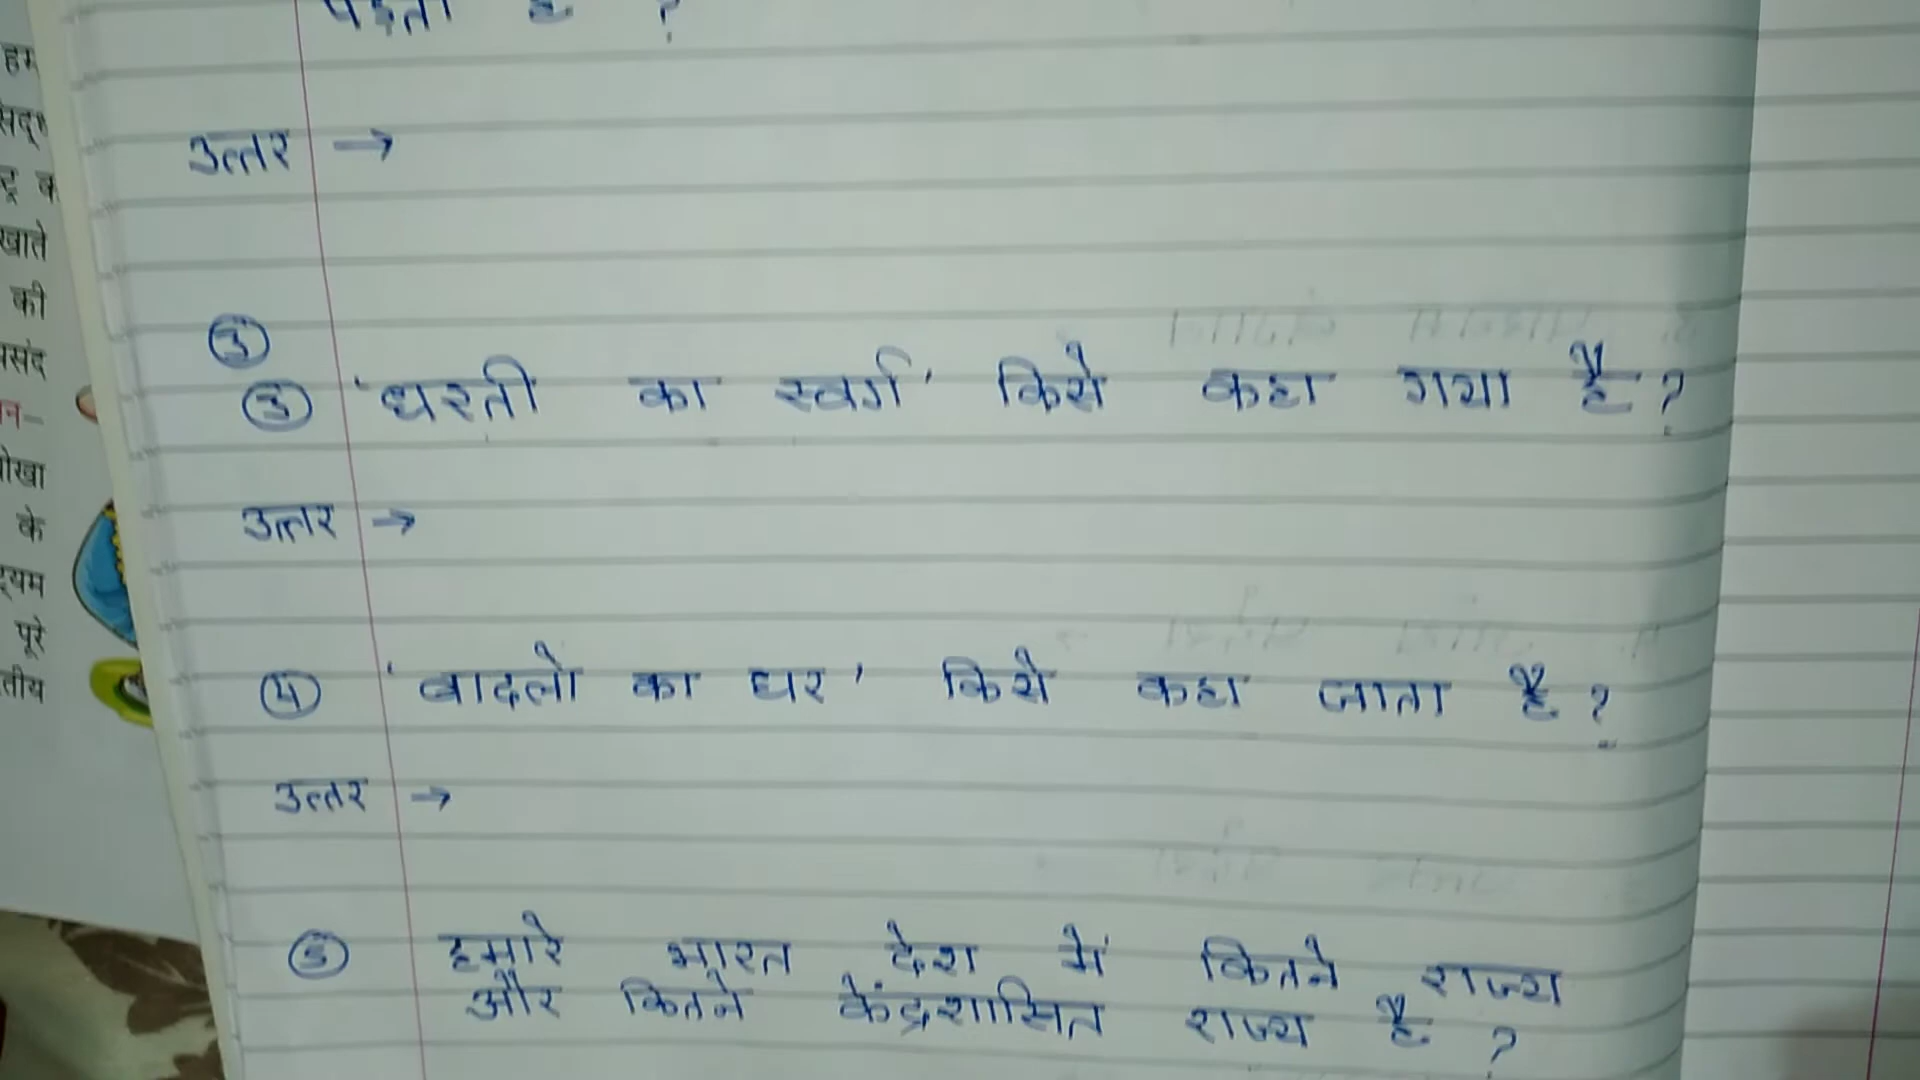 हम
खाते
की
के
पूरे
तीय
है ?
उत्तर →
③
③ 'धरती का स्वर्ग' किसे कहा गया है ?
उत्तर →
④ 'बादलो का घर' किसे कहा जाता है ?
उत्तर →
⑤ हमारे भारत देश में कितने राज्य
और कितने केंद्रशासित राज्य है ?